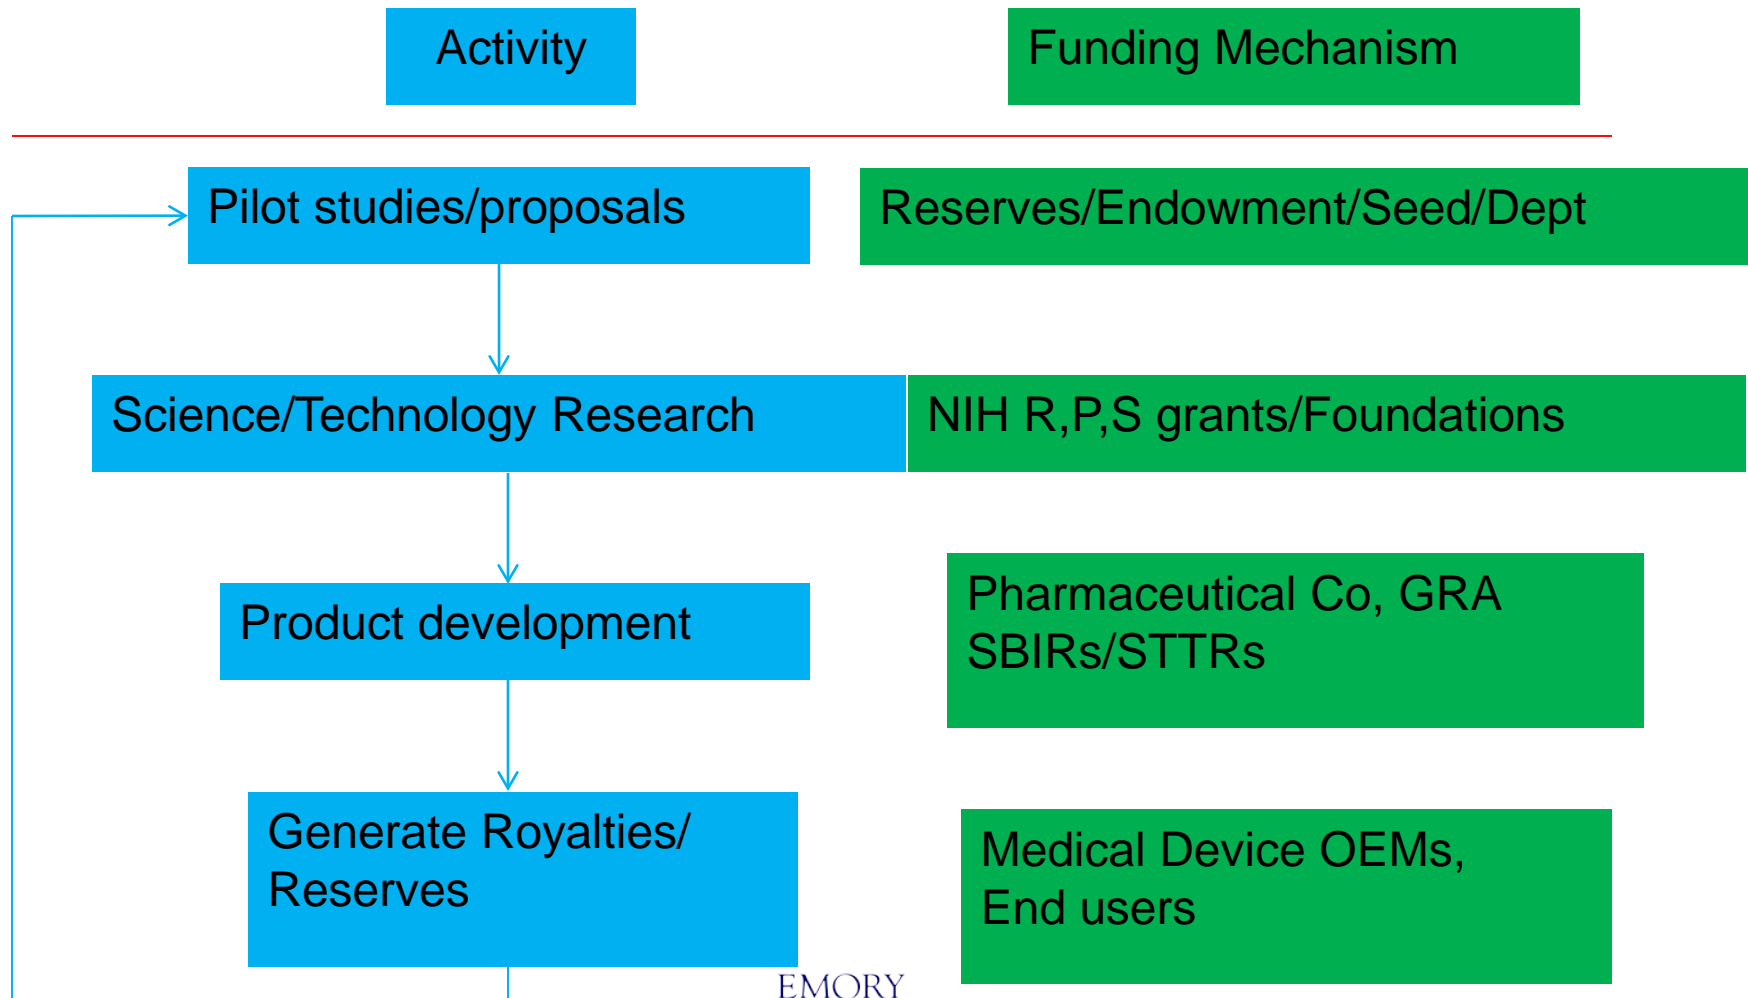 Activity
Funding Mechanism
Pilot studies/proposals
Reserves/Endowment/Seed/Dept
Science/Technology Research
NIH R,P,S grants/Foundations
Product development
Pharmaceutical Co, GRA
SBIRs/STTRs
Generate Royalties/
Reserves
Medical Device OEMs,
End users
EMORY